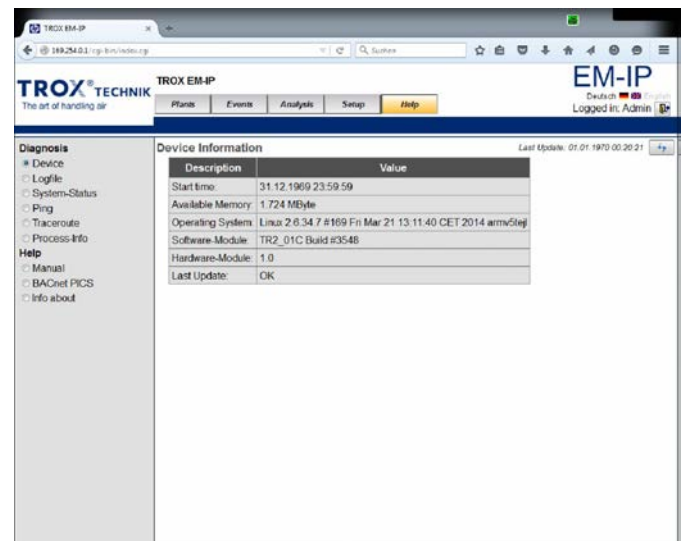 TROX EM-IP
169.254.0.1/cgi-bin/index.cgi
Suchen
TROX® TECHNIK
The art of handling air
TROX EM-IP
Plants Events Analysis Setup Help
EM-IP
Deutsch English
Logged in: Admin
Diagnosis
Device
Logfile
System-Status
Ping
Traceroute
Process-Info
Help
Manual
BACnet PICS
Info about
Device Information
Last Update: 01.01.1970 00:20:21
Description Value
Start time: 31.12.1969 23:59:59
Available Memory: 1.724 MByte
Operating System: Linux 2.6.34.7 #169 Fri Mar 21 13:11:40 CET 2014 armv5tejl
Software-Module: TR2_01C Build #3548
Hardware-Module: 1.0
Last Update: OK